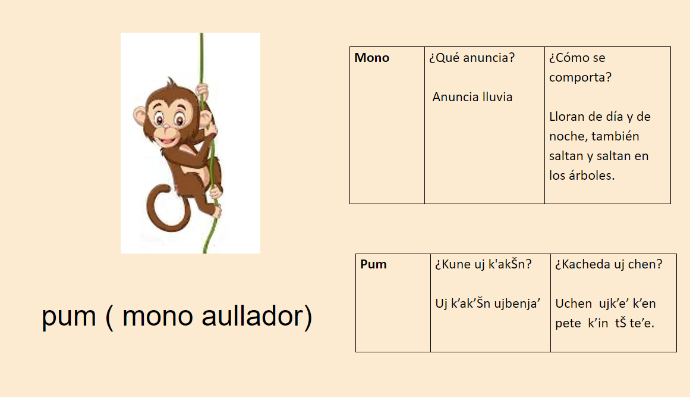 Mono
¿Qué anuncia?
Anuncia lluvia
¿Cómo se
comporta?
Lloran de día y de
noche, también
saltan y saltan en
los árboles.
Pum
¿Kune uj k'akŠn?
Uj k’ak’Šn ujbenja’
¿Kacheda uj chen?
Uchen ujk’e’ k’en
pete k’in tŠ te’e.
pum ( mono aullador)